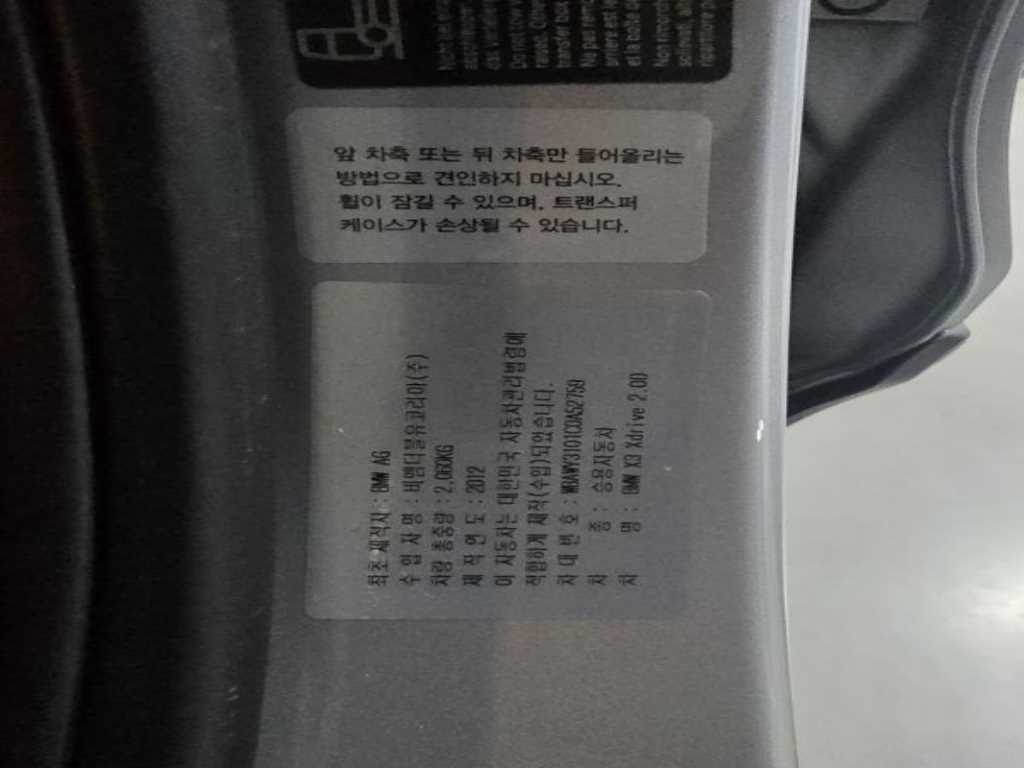 앞 차축 또는 뒤 차축만 들어올리는
방법으로 견인하지 마십시오.
휠이 잠길 수 있으며, 트랜스퍼
케이스가 손상될 수 있습니다.
최초제작자 : BMW AG
수 입 자 명 : 비엠더블유코리아(주)
차량 총중량 : 2,060KG
제 작 연 도 : 2012
이 자동차는 대한민국 자동차관리법령에
적합하게 제작(수입)되었습니다.
차 대 번 호 : WBAWY3101C0A52759
차 종 : 승용자동차
차 명 : BMW X3 Xdrive 2.0D